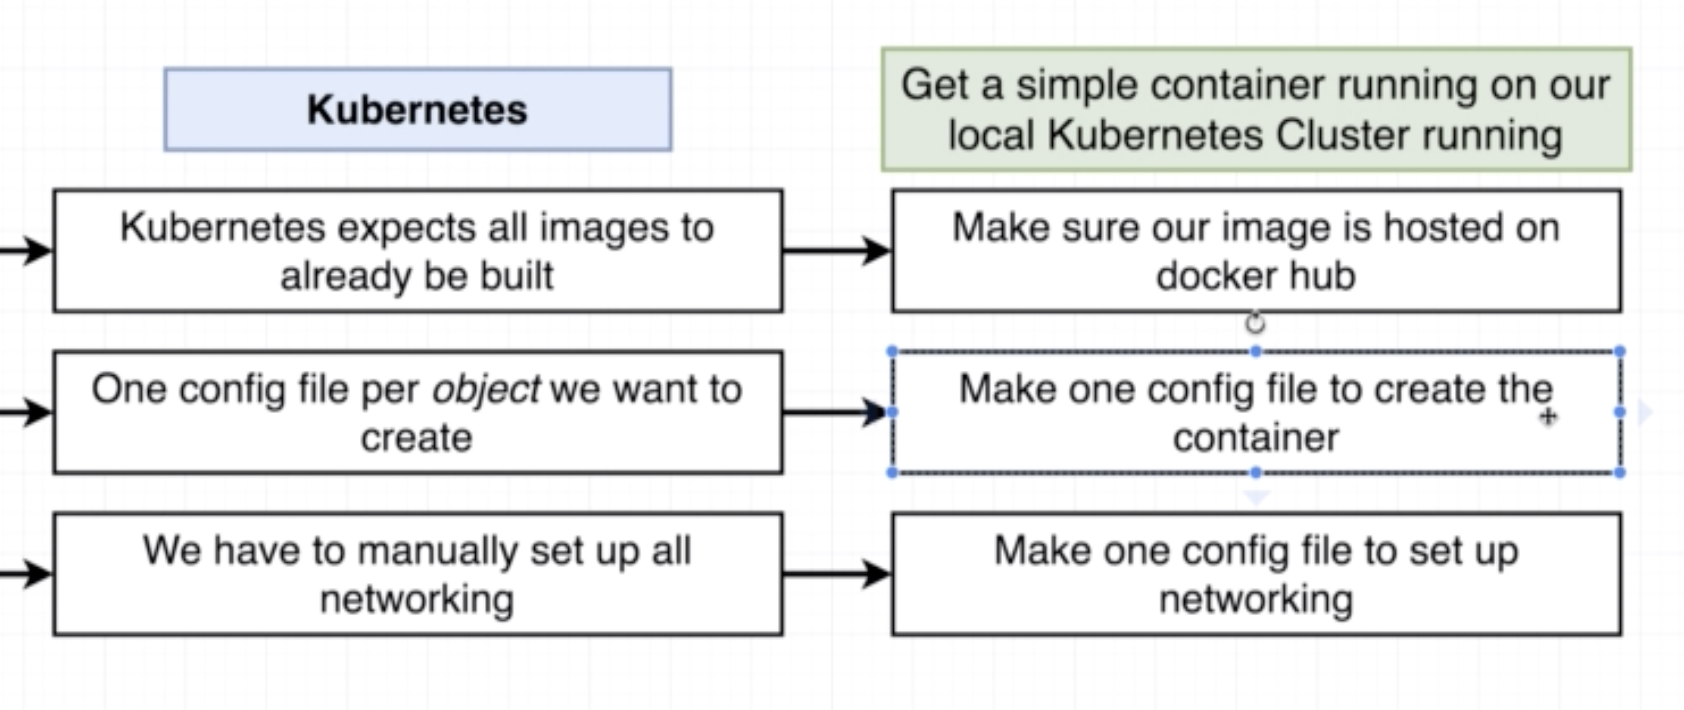 Kubernetes
Get a simple container running on our
local Kubernetes Cluster running
Kubernetes expects all images to
already be built
Make sure our image is hosted on
docker hub
One config file per object we want to
create
Make one config file to create the
container
We have to manually set up all
networking
Make one config file to set up
networking